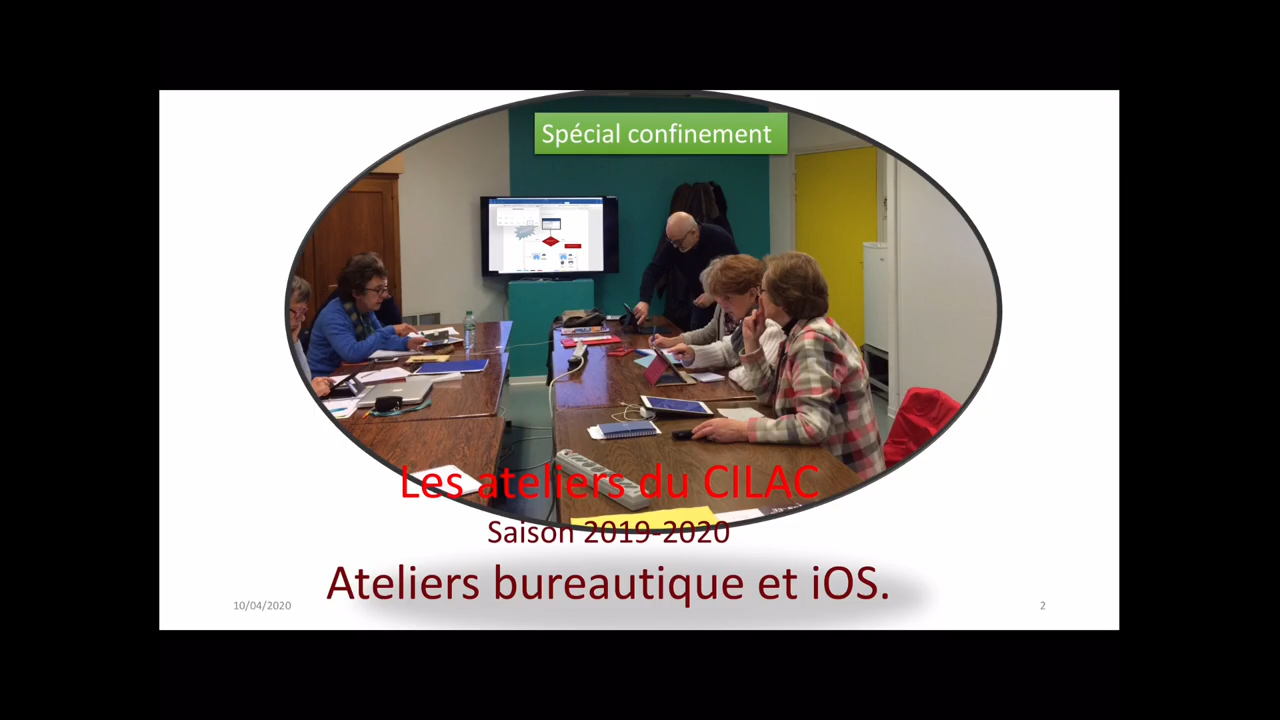 Spécial confinement
Les ateliers du CILAC
Saison 2019-2020
Ateliers bureautique et iOS.
10/04/2020
2